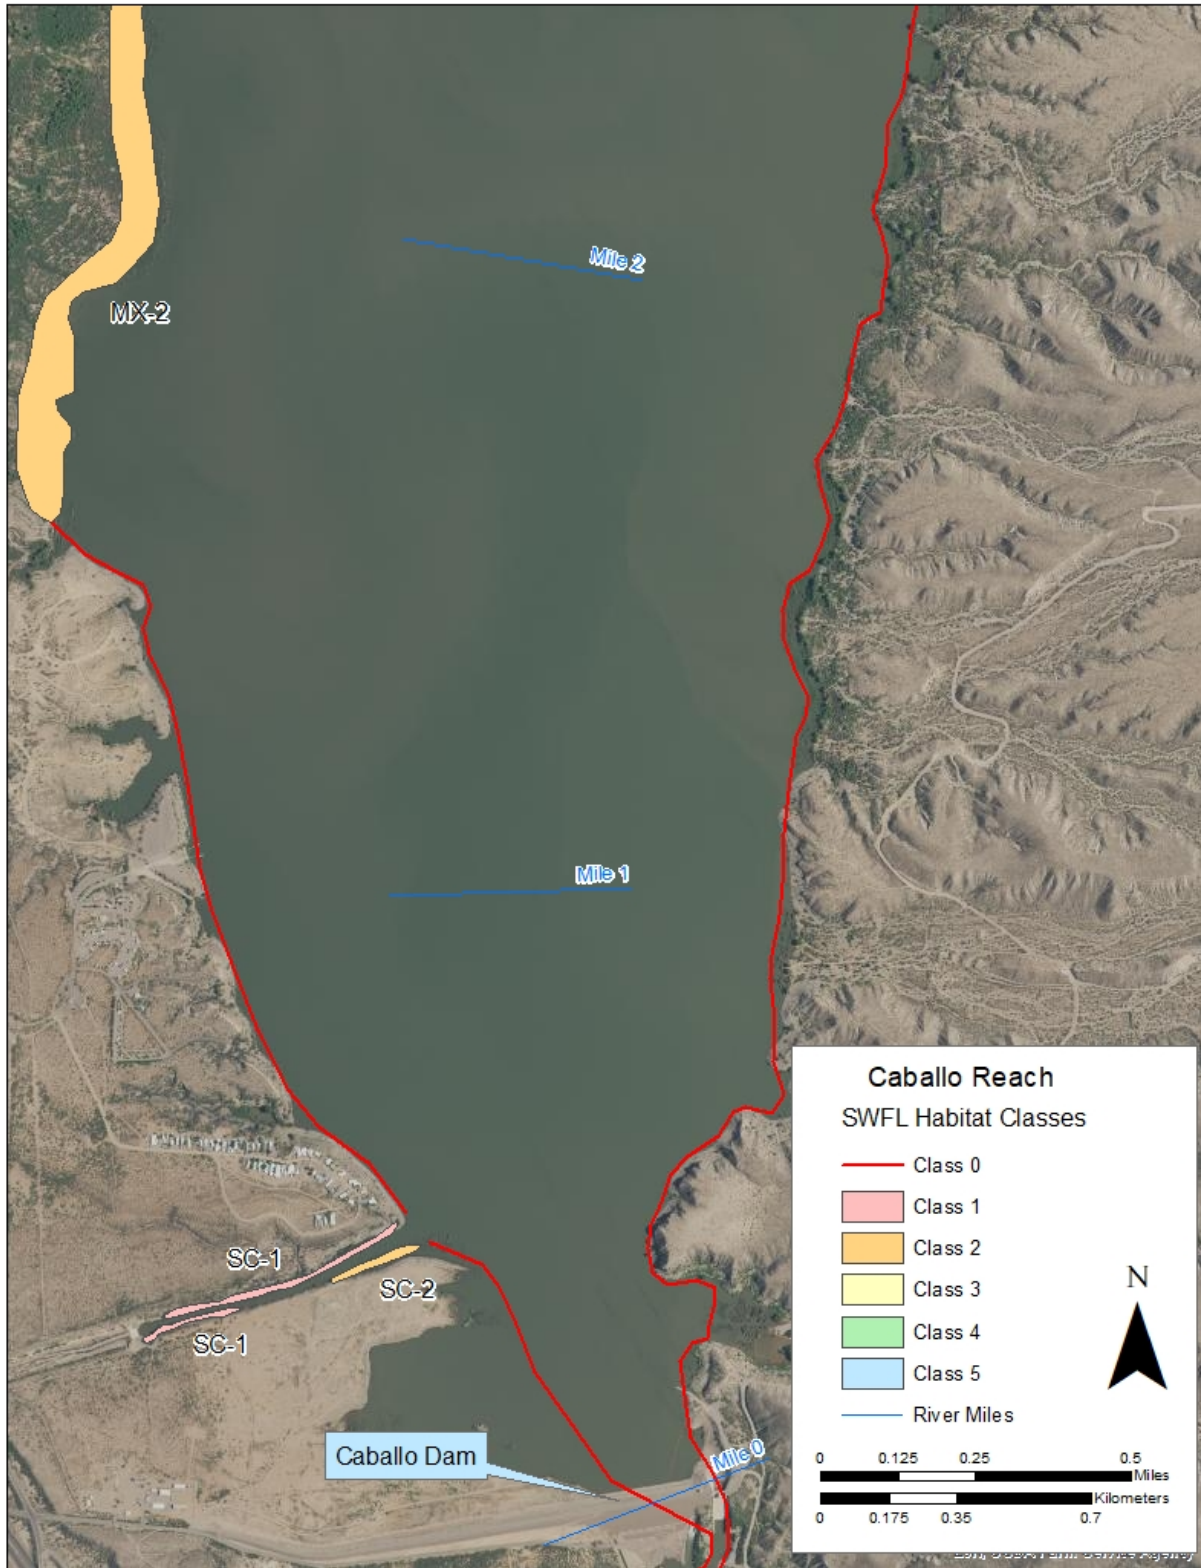 Mile 2
MX-2
Mile 1
SC-1
SC-2
SC-1
Caballo Dam
Mile 0
Caballo Reach
SWFL Habitat Classes
Class 0
Class 1
Class 2
Class 3
Class 4
Class 5
River Miles
N
0 0.125 0.25 0.5
Miles
Kilometers
0 0.175 0.35 0.7